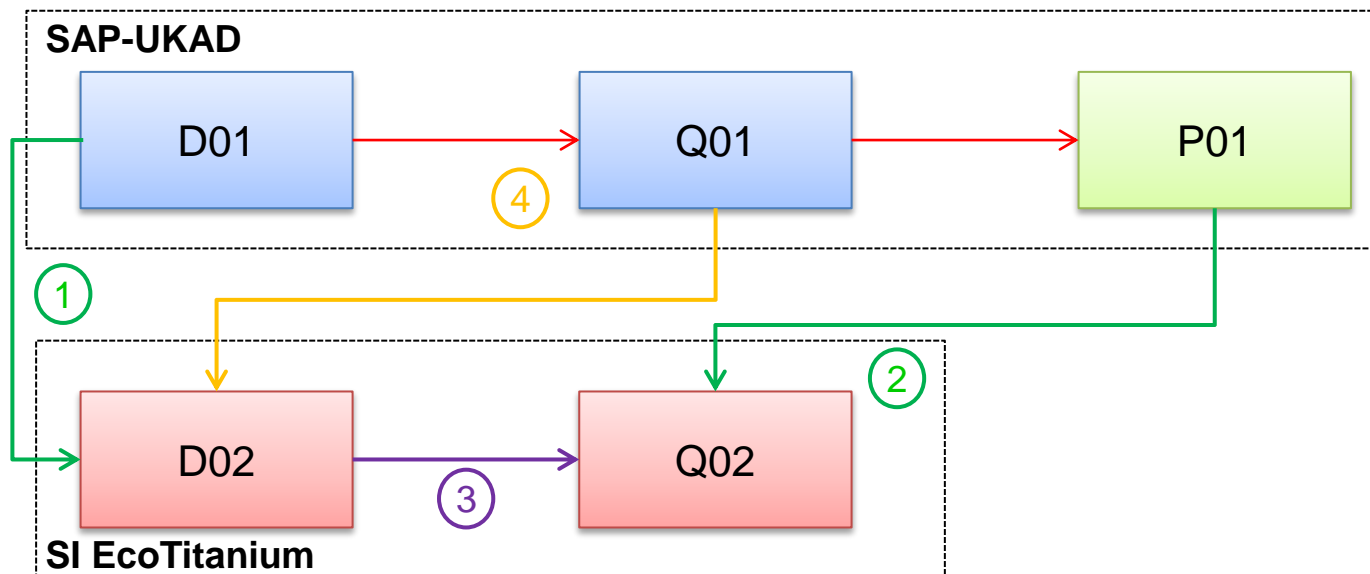 SAP-UKAD
D01
Q01
P01
4
1
2
D02
Q02
3
SI EcoTitanium